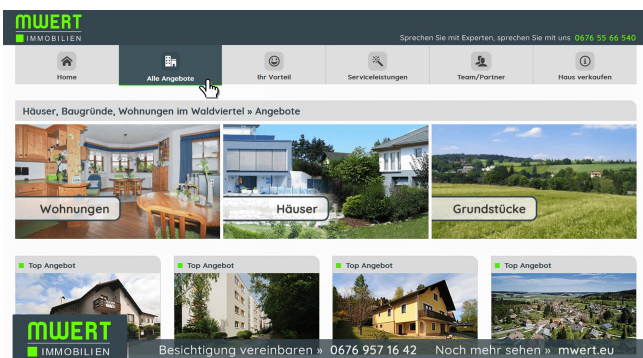 MWERT
IMMOBILIEN
Sprechen Sie mit Experten, sprechen Sie mit uns 0676 55 66 540
Home
Alle Angebote
Ihr Vorteil
Serviceleistungen
Team/Partner
Haus verkaufen
Häuser, Baugründe, Wohnungen im Waldviertel » Angebote
Wohnungen
Häuser
Grundstücke
Top Angebot
Top Angebot
Top Angebot
Top Angebot
MWERT
IMMOBILIEN
Besichtigung vereinbaren » 0676 957 16 42 Noch mehr sehen » mwert.eu